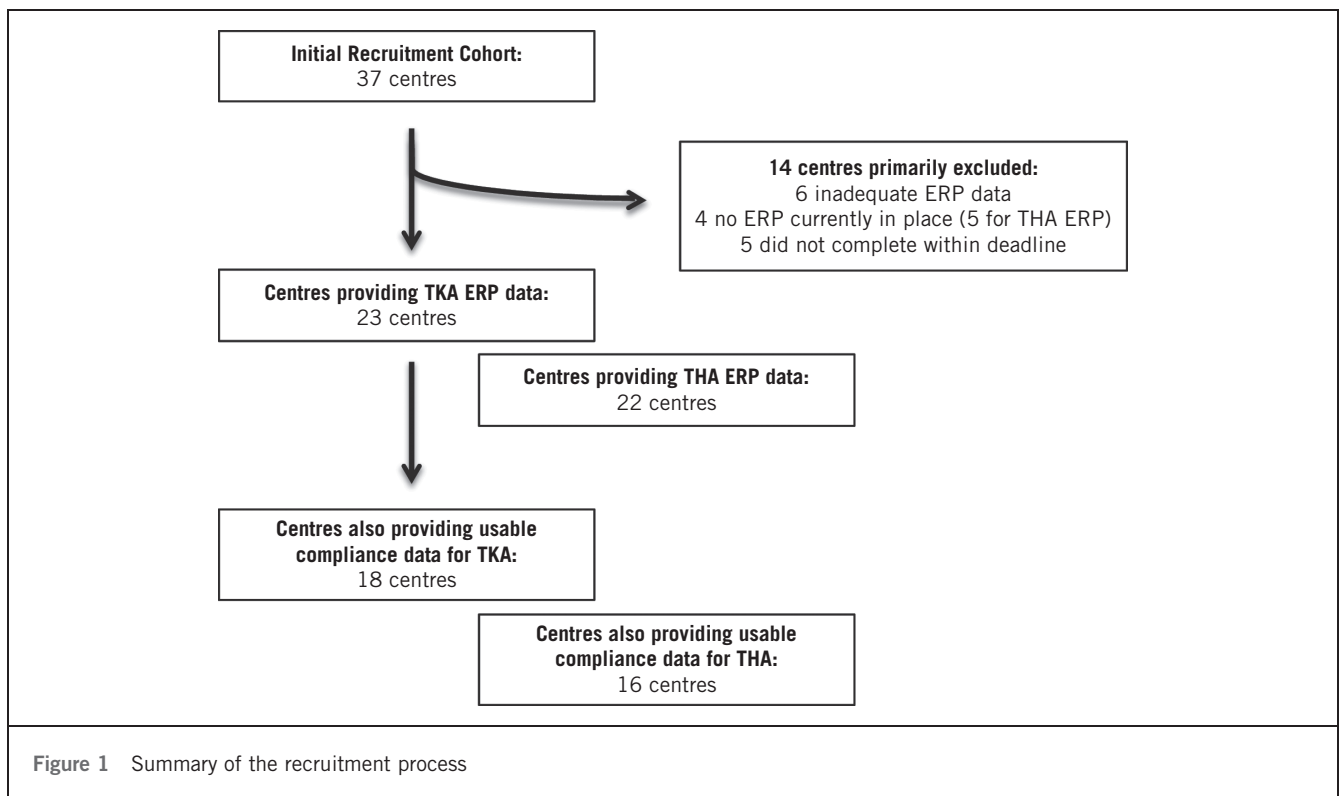 Initial Recruitment Cohort:
37 centres
14 centres primarily excluded:
6 inadequate ERP data
4 no ERP currently in place (5 for THA ERP)
5 did not complete within deadline
Centres providing TKA ERP data:
23 centres
Centres providing THA ERP data:
22 centres
Centres also providing usable
compliance data for TKA:
18 centres
Centres also providing usable
compliance data for THA:
16 centres
Figure 1 Summary of the recruitment process